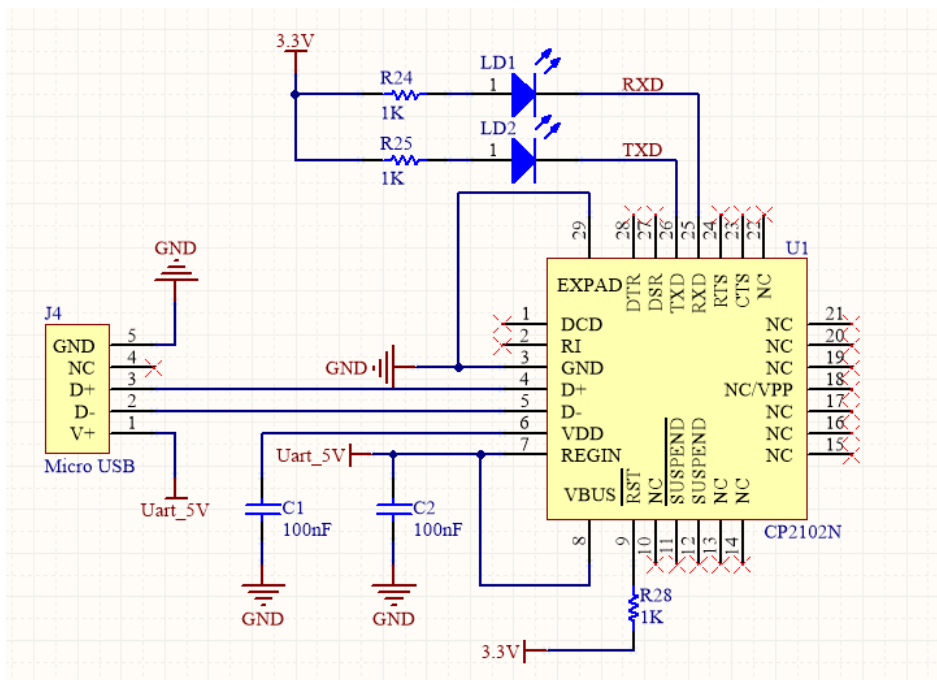 3.3V
R24
1K
LD1
1
RXD
R25
1K
LD2
1
TXD
29
28
27
26
25
24
23
22
U1
EXPAD
DTR
DSR
TXD
RXD
RTS
CTS
NC
GND
J4
GND 5
NC 4
D+ 3
D- 2
V+ 1
Micro USB
Uart_5V
GND
1 DCD
2 RI
3 GND
4 D+
5 D-
6 VDD
7 REGIN
NC 21
NC 20
NC 19
NC/VPP 18
NC 17
NC 16
NC 15
Uart_5V
C1
100nF
GND
C2
100nF
GND
VBUS
RST
NC
SUSPEND
SUSPEND
NC
NC
CP2102N
8
9
10
11
12
13
14
R28
1K
3.3V